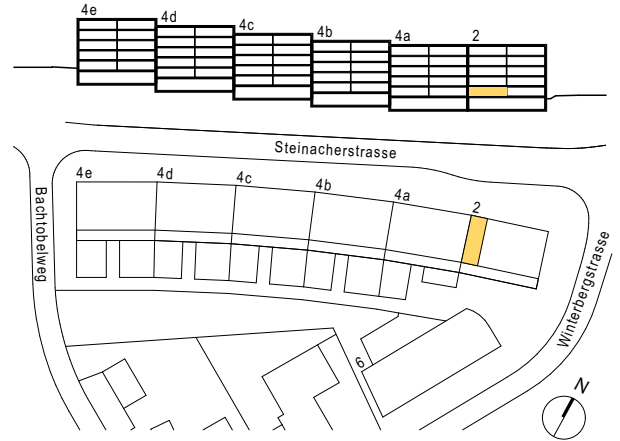 4e
4d
4c
4b
4a
2
Steinacherstrasse
4e
4d
4c
4b
4a
2
Bachtobelweg
Winterbergstrasse
6
N